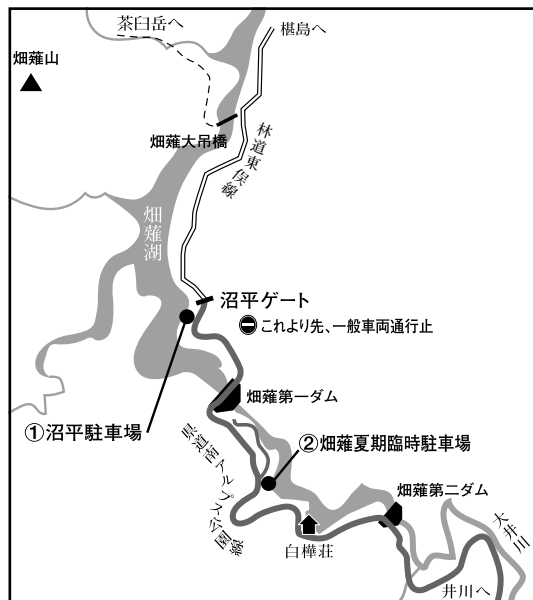 茶臼岳へ
椹島へ
畑薙山
畑薙大吊橋
林道東俣線
畑薙湖
沼平ゲート
これより先、一般車両通行止
畑薙第一ダム
①沼平駐車場
県道南アルプス公園線
②畑薙夏期臨時駐車場
畑薙第二ダム
大井川
白樺荘
井川へ